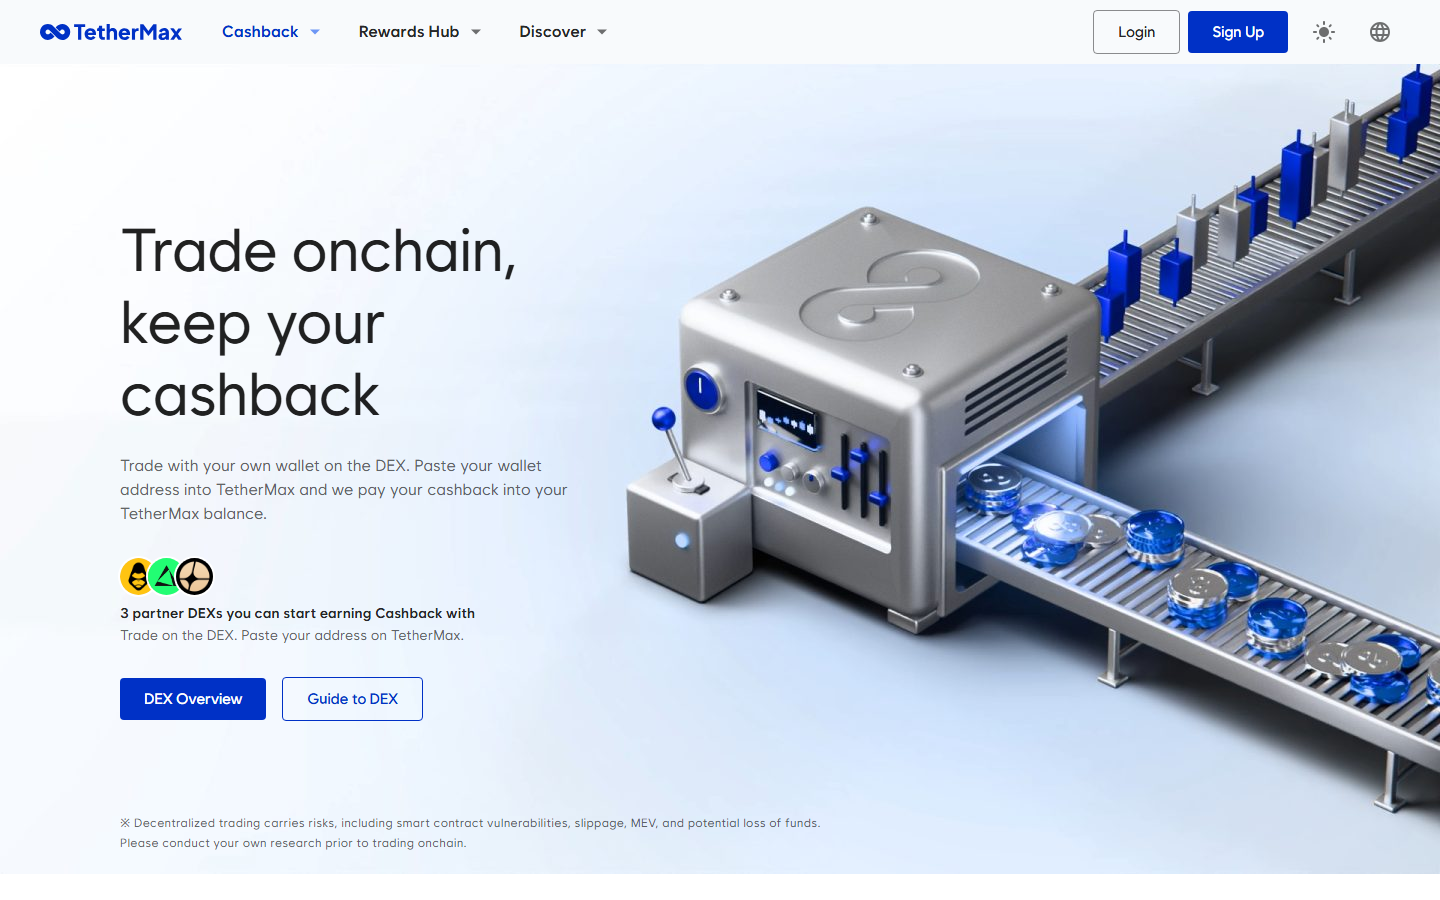 TetherMax
Cashback
Rewards Hub
Discover
Login
Sign Up
Trade onchain,
keep your
cashback
Trade with your own wallet on the DEX. Paste your wallet
address into TetherMax and we pay your cashback into your
TetherMax balance.
3 partner DEXs you can start earning Cashback with
Trade on the DEX. Paste your address on TetherMax.
DEX Overview
Guide to DEX
※ Decentralized trading carries risks, including smart contract vulnerabilities, slippage, MEV, and potential loss of funds.
Please conduct your own research prior to trading onchain.